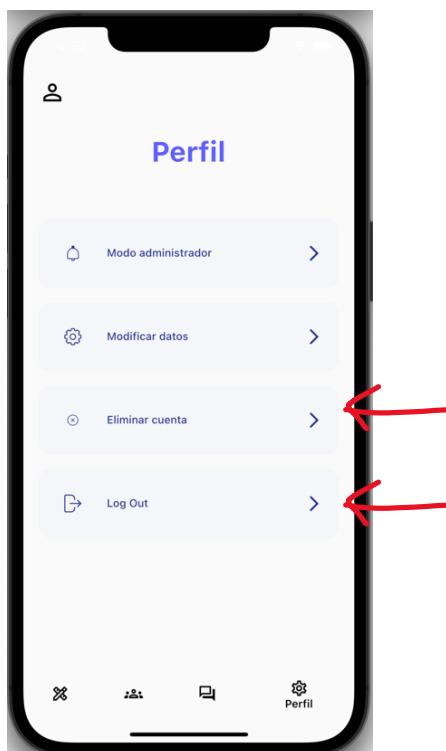 Perfil
Modo administrador
Modificar datos
Eliminar cuenta
Log Out
Perfil